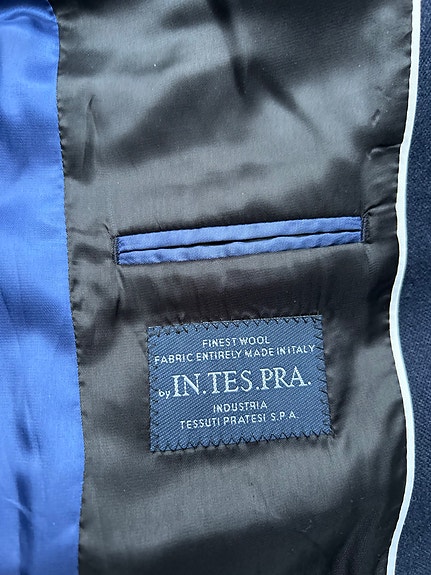 FINEST WOOL
FABRIC ENTIRELY MADE IN ITALY
by IN.TES.PRA.
INDUSTRIA
TESSUTI PRATESI S.P.A.